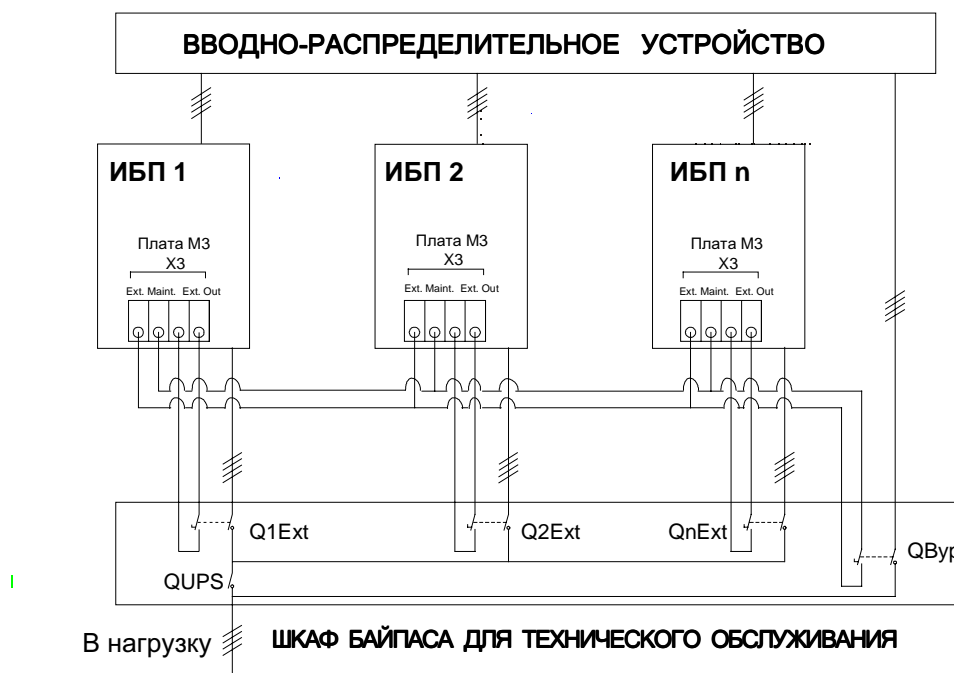 ВВОДНО-РАСПРЕДЕЛИТЕЛЬНОЕ УСТРОЙСТВО
ИБП 1
ИБП 2
ИБП n
Плата М3
X3
Ext. Maint. Ext. Out
Плата М3
X3
Ext. Maint. Ext. Out
Плата М3
X3
Ext. Maint. Ext. Out
Q1Ext
Q2Ext
QnExt
QByp
QUPS
В нагрузку
ШКАФ БАЙПАСА ДЛЯ ТЕХНИЧЕСКОГО ОБСЛУЖИВАНИЯ